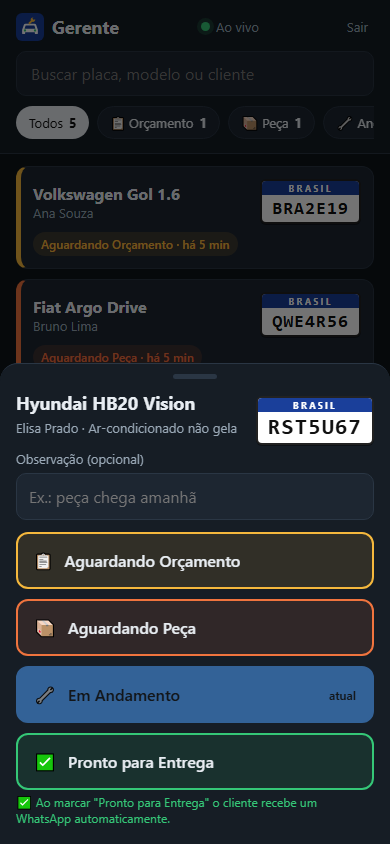 Gerente
Ao vivo
Sair
Buscar placa, modelo ou cliente
Todos 5
📋 Orçamento 1
📦 Peça 1
🔧 An
Volkswagen Gol 1.6
Ana Souza
BRASIL
BRA2E19
Aguardando Orçamento · há 5 min
Fiat Argo Drive
Bruno Lima
BRASIL
QWE4R56
Aguardando Peça · há 5 min
Hyundai HB20 Vision
Elisa Prado · Ar-condicionado não gela
BRASIL
RST5U67
Observação (opcional)
Ex.: peça chega amanhã
📋 Aguardando Orçamento
📦 Aguardando Peça
🔧 Em Andamento
atual
✅ Pronto para Entrega
✅ Ao marcar "Pronto para Entrega" o cliente recebe um
WhatsApp automaticamente.